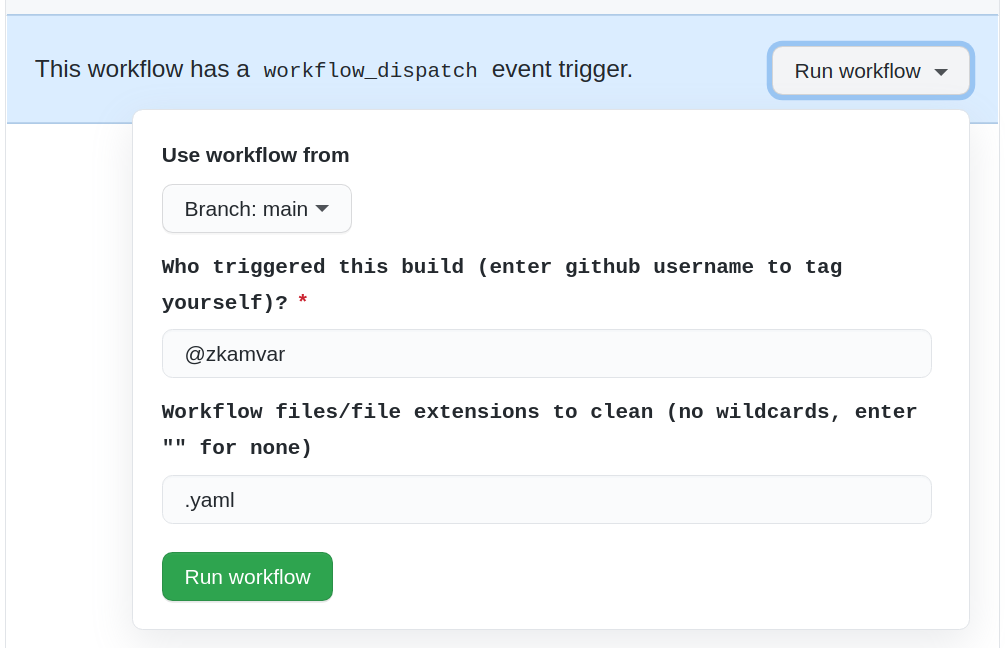 This workflow has a workflow_dispatch event trigger.
Run workflow
Use workflow from
Branch: main
Who triggered this build (enter github username to tag
yourself)? *
@zkamvar
Workflow files/file extensions to clean (no wildcards, enter
"" for none)
.yaml
Run workflow